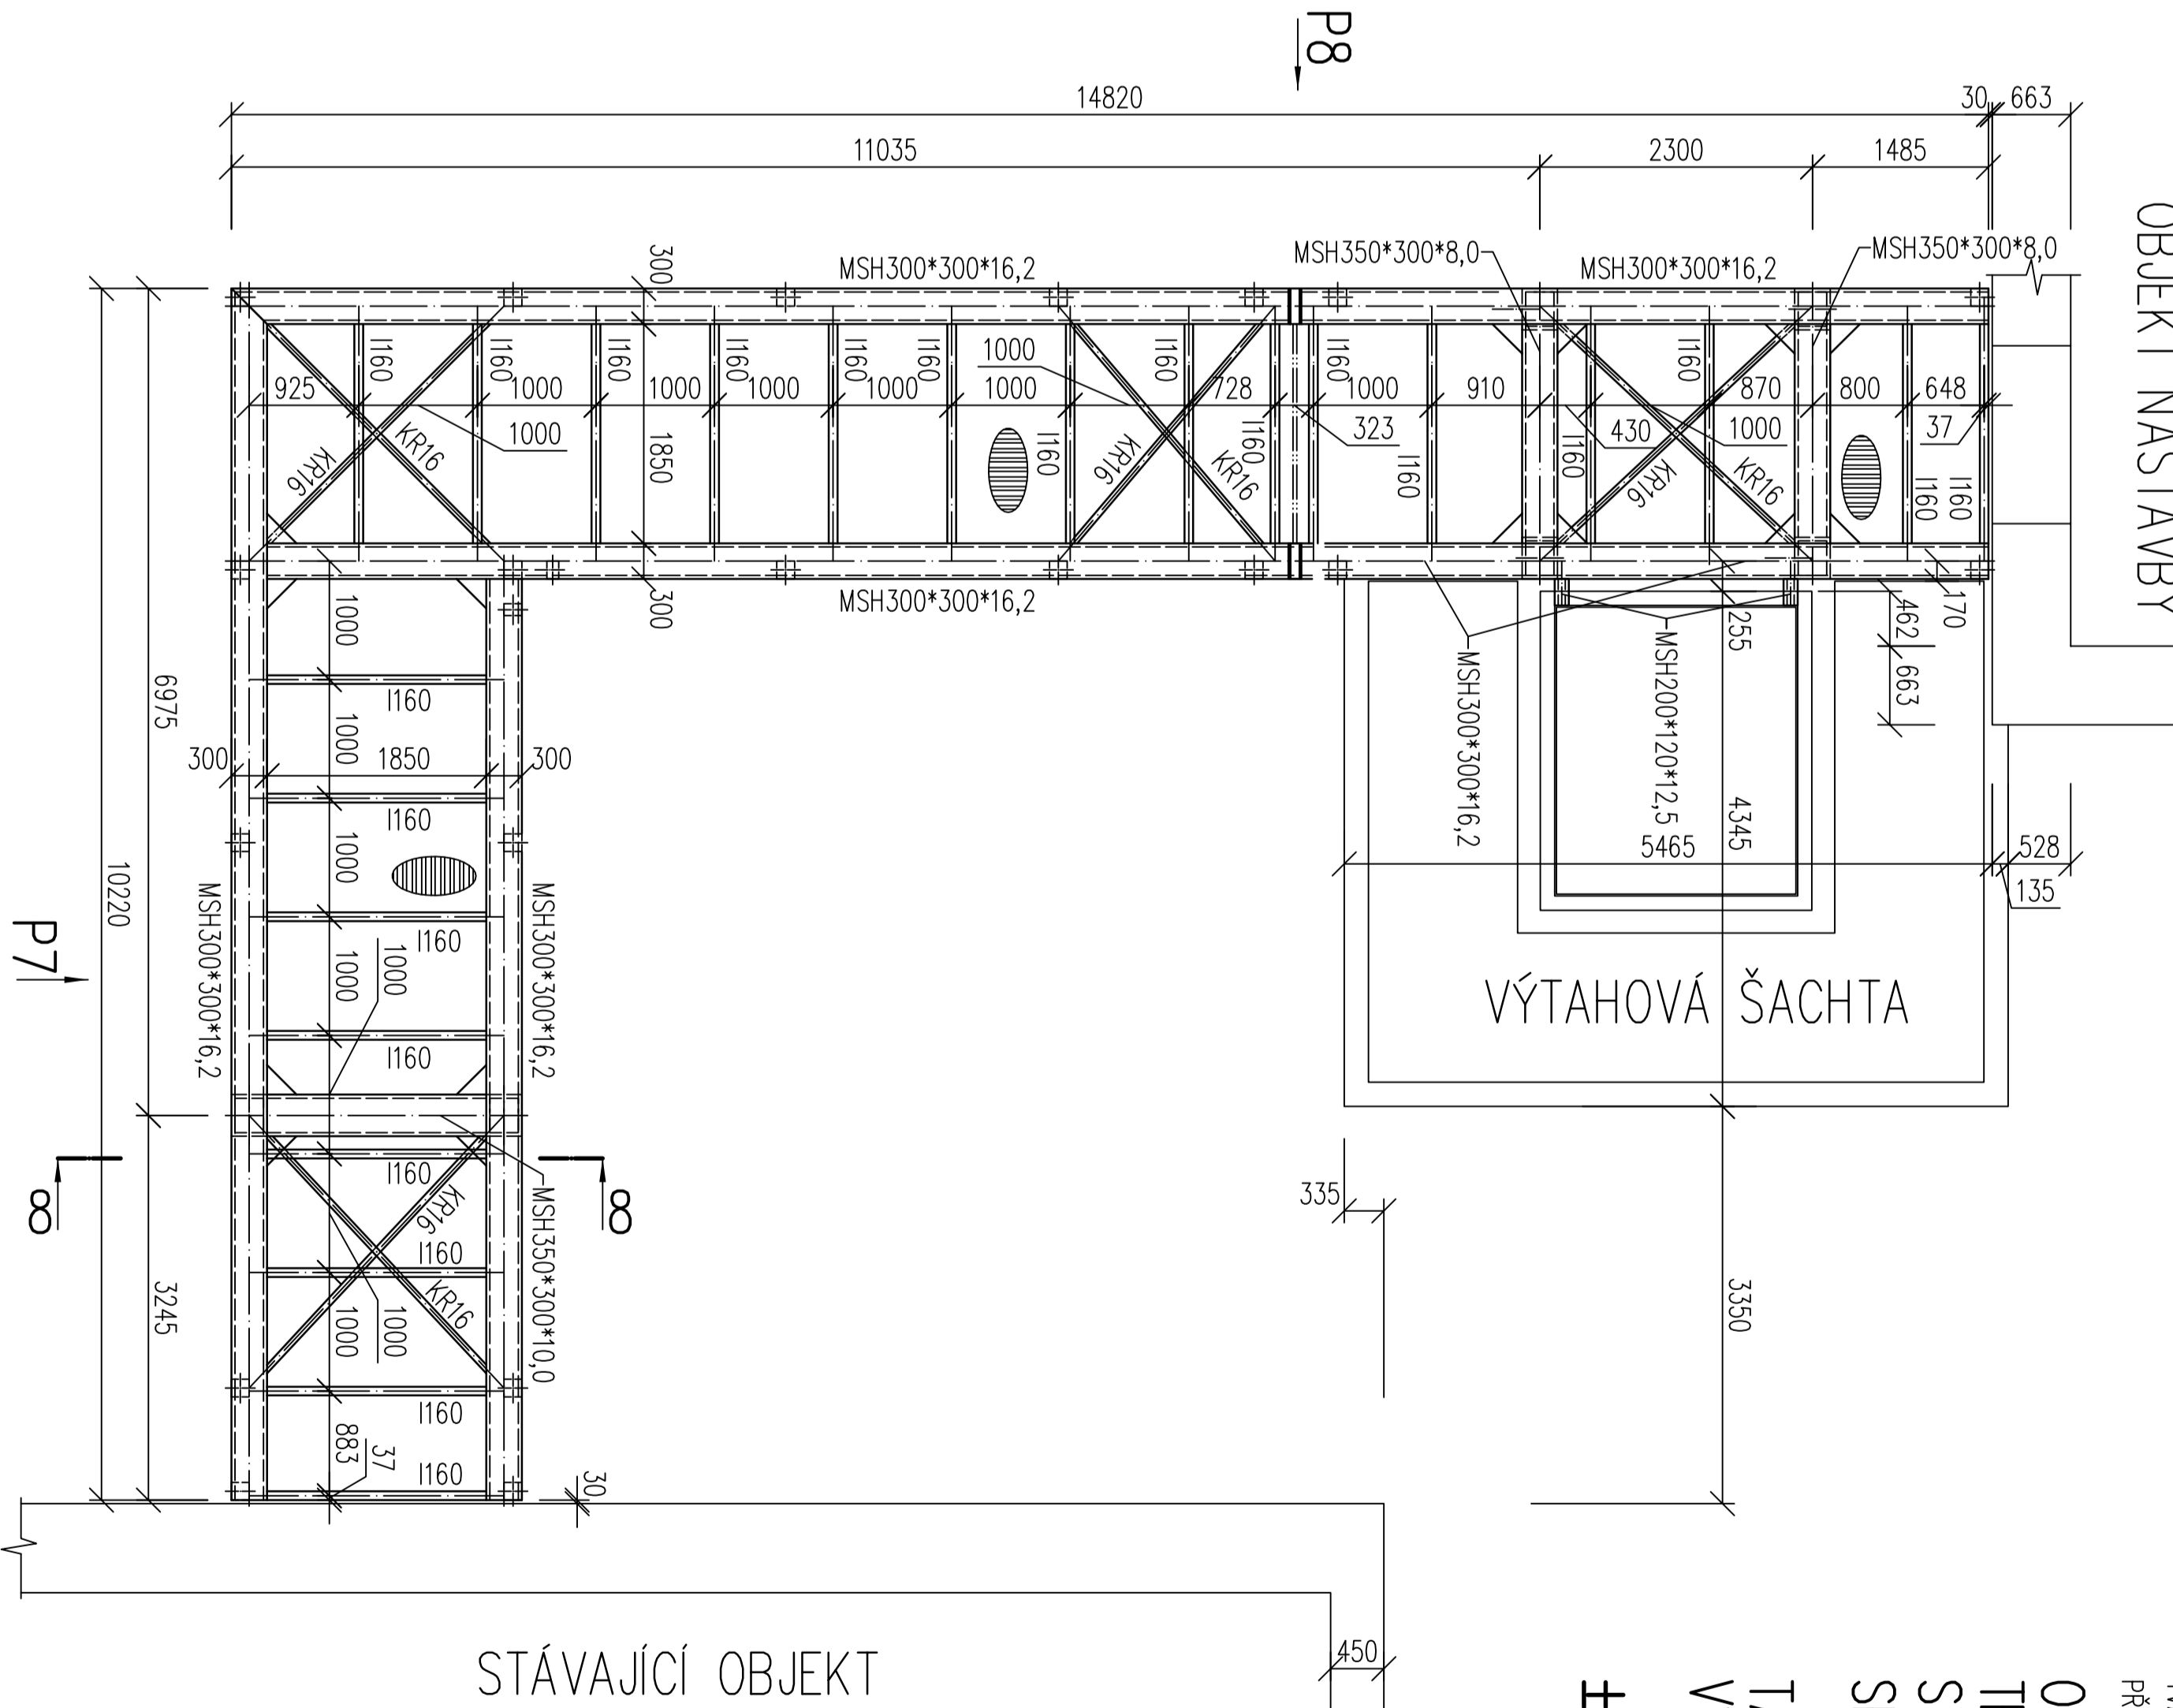 P8
14820
30
663
11035
2300
1485
OBJEKT NÁSTAVBY
300
MSH300*300*16,2
MSH350*300*8,0
MSH300*300*16,2
MSH350*300*8,0
I160
I160
I160
I160
I160
I160
I160
I160
I160
925
1000
1000
1000
1000
1000
1000
728
1000
910
870
800
648
1000
1850
323
430
1000
37
KR16
KR16
I160
KR16
I160
KR16
I160
I160
KR16
KR16
I160
I160
MSH300*300*16,2
300
1000
255
462
170
663
I160
MSH300*300*16,2
MSH200*120*12,5
6975
1000
300
1850
300
I160
1000
4345
5465
528
135
10220
MSH300*300*16,2
MSH300*300*16,2
I160
1000
1000
P7
VÝTAHOVÁ ŠACHTA
I160
I160
8
8
KR16
MSH350*300*10,0
335
I160
3245
1000
1000
KR16
3350
I160
883
37
I160
30
STÁVAJÍCÍ OBJEKT
450